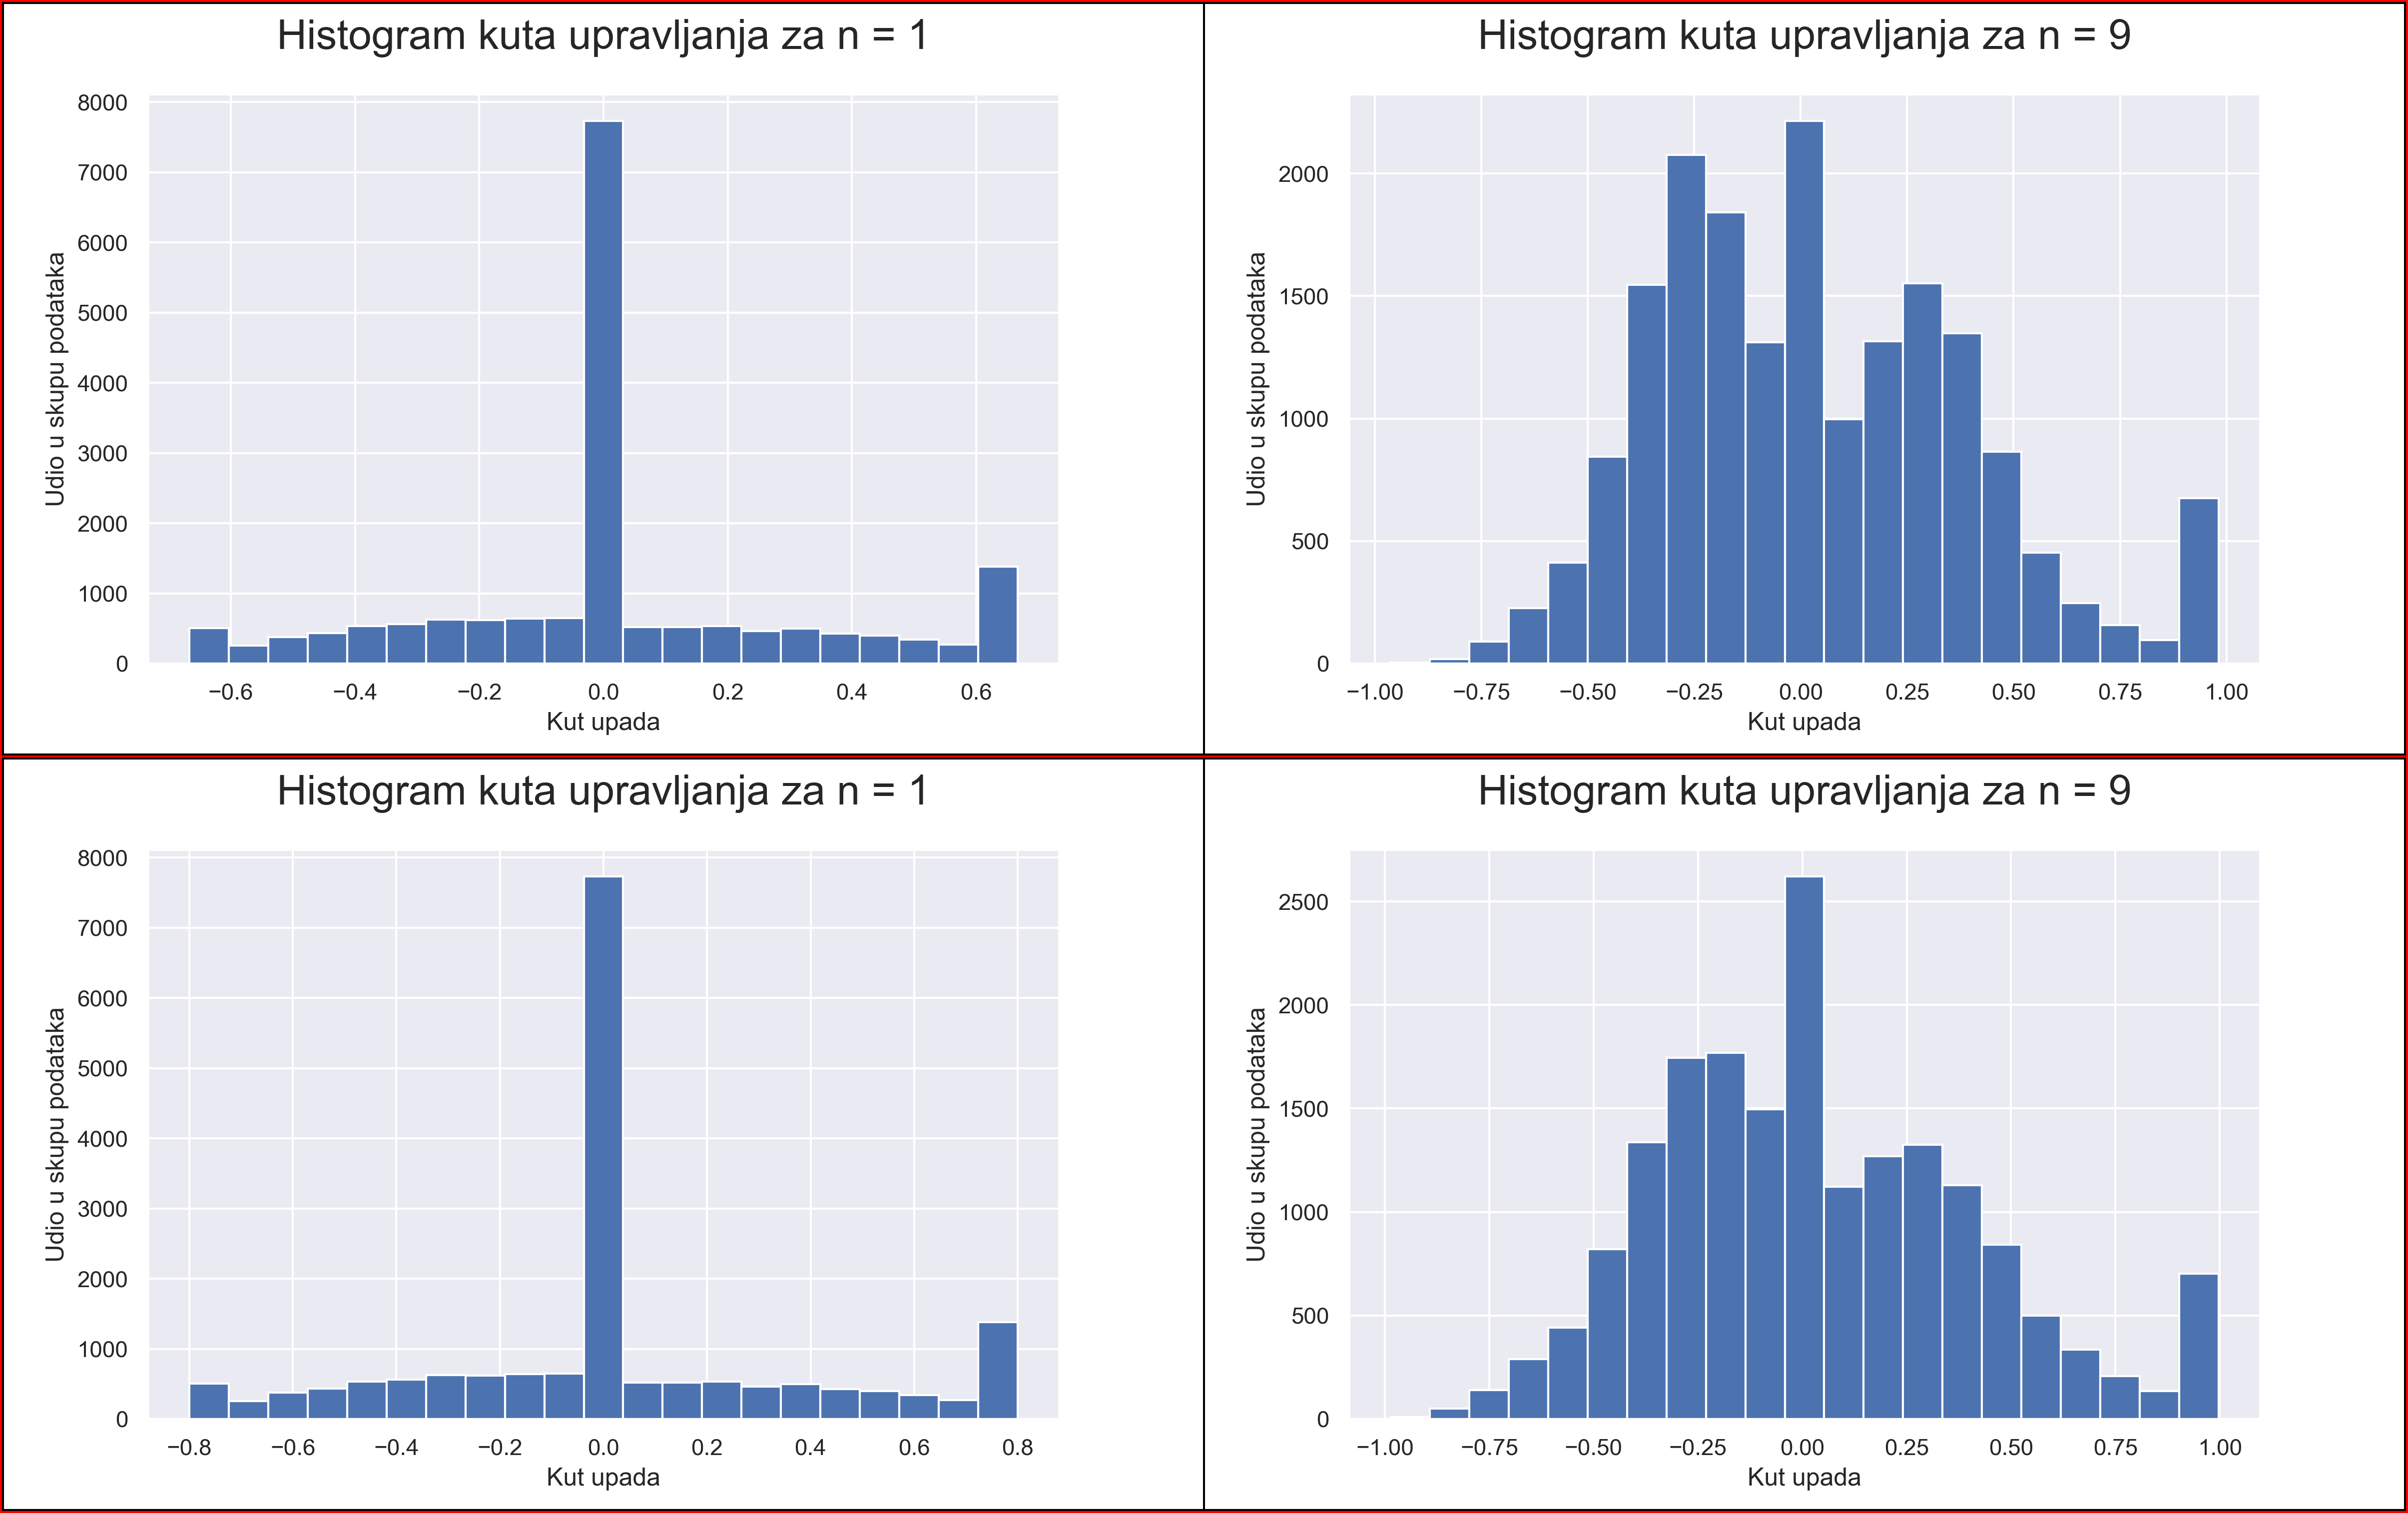 Histogram kuta upravljanja za n = 1
8000
7000
6000
5000
4000
3000
2000
1000
0
Udio u skupu podataka
−0.6 −0.4 −0.2 0.0 0.2 0.4 0.6
Kut upada
Histogram kuta upravljanja za n = 9
2000
1500
1000
500
0
Udio u skupu podataka
−1.00 −0.75 −0.50 −0.25 0.00 0.25 0.50 0.75 1.00
Kut upada
Histogram kuta upravljanja za n = 1
8000
7000
6000
5000
4000
3000
2000
1000
0
Udio u skupu podataka
−0.8 −0.6 −0.4 −0.2 0.0 0.2 0.4 0.6 0.8
Kut upada
Histogram kuta upravljanja za n = 9
2500
2000
1500
1000
500
0
Udio u skupu podataka
−1.00 −0.75 −0.50 −0.25 0.00 0.25 0.50 0.75 1.00
Kut upada